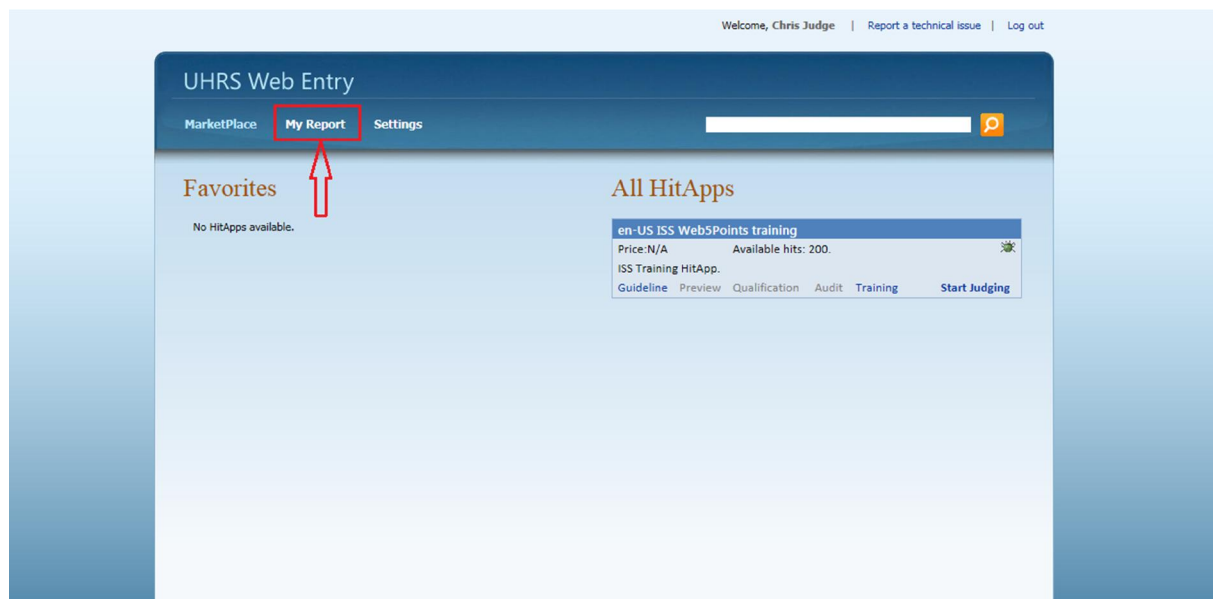 Welcome, Chris Judge | Report a technical issue | Log out
UHRS Web Entry
MarketPlace My Report Settings
Favorites
No HitApps available.
All HitApps
en-US ISS Web5Points training
Price:N/A Available hits: 200.
ISS Training HitApp.
Guideline Preview Qualification Audit Training Start Judging